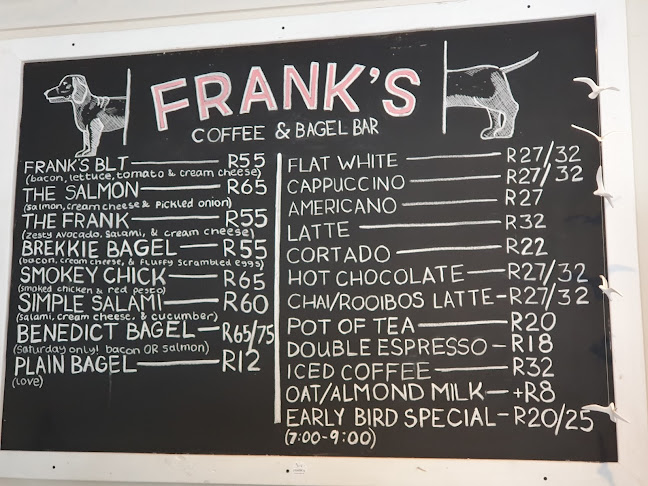 FRANK'S
COFFEE & BAGEL BAR
FRANK'S BLT R55
(bacon, lettuce, tomato & cream cheese)
THE SALMON R65
(salmon, cream cheese & pickled onion)
THE FRANK R55
(zesty avocado, salami, & cream cheese)
BREKKIE BAGEL R55
(bacon, cream cheese, & fluffy scrambled eggs)
SMOKEY CHICK R65
(smoked chicken & red pesto)
SIMPLE SALAMI R60
(salami, cream cheese, & cucumber)
BENEDICT BAGEL R65/75
(saturday only! bacon OR salmon)
PLAIN BAGEL R12
(love)
FLAT WHITE R27/32
CAPPUCCINO R27/32
AMERICANO R27
LATTE R32
CORTADO R22
HOT CHOCOLATE R27/32
CHAI/ROOIBOS LATTE R27/32
POT OF TEA R20
DOUBLE ESPRESSO R18
ICED COFFEE R32
OAT/ALMOND MILK +R8
EARLY BIRD SPECIAL R20/25
(7:00-9:00)